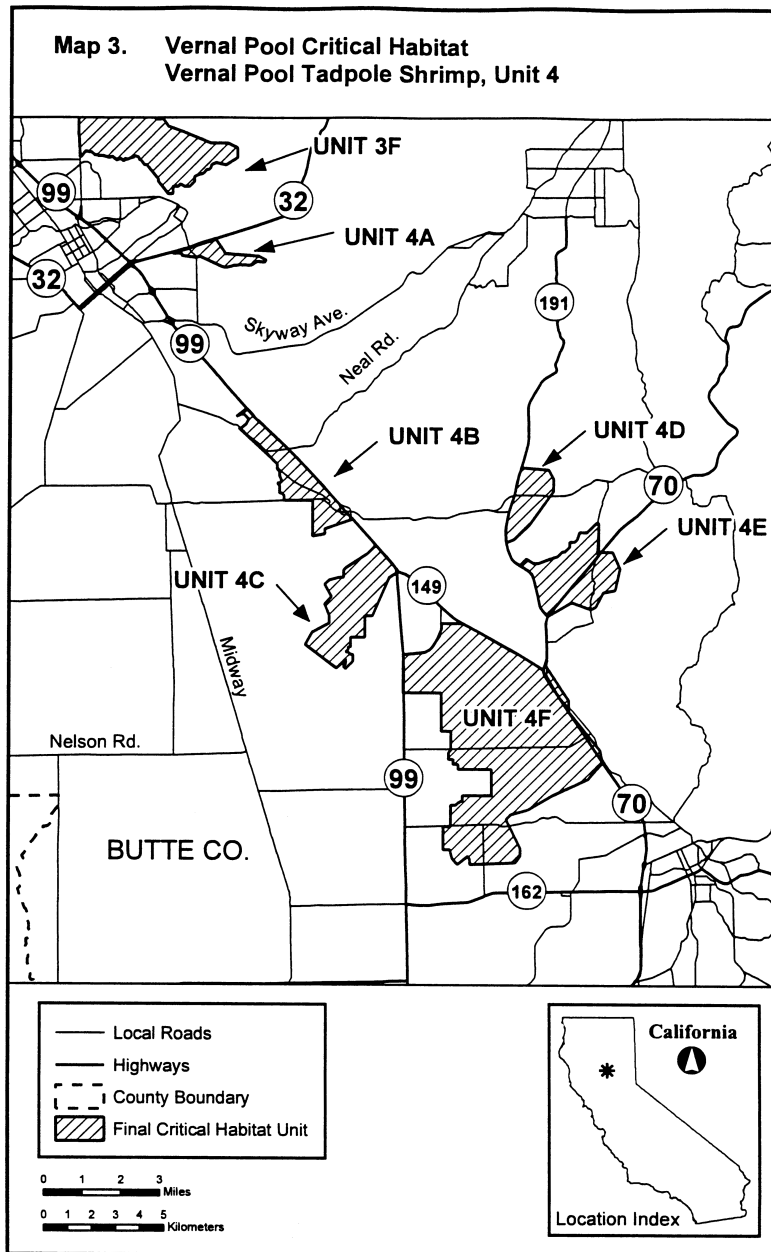 Map 3. Vernal Pool Critical Habitat
Vernal Pool Tadpole Shrimp, Unit 4
UNIT 3F
99
32
UNIT 4A
32
191
Skyway Ave.
Neal Rd.
99
UNIT 4B
UNIT 4D
70
UNIT 4E
UNIT 4C
149
Midway
UNIT 4F
Nelson Rd.
99
70
BUTTE CO.
162
Local Roads
Highways
County Boundary
Final Critical Habitat Unit
0 1 2 3
Miles
0 1 2 3 4 5
Kilometers
California
Location Index